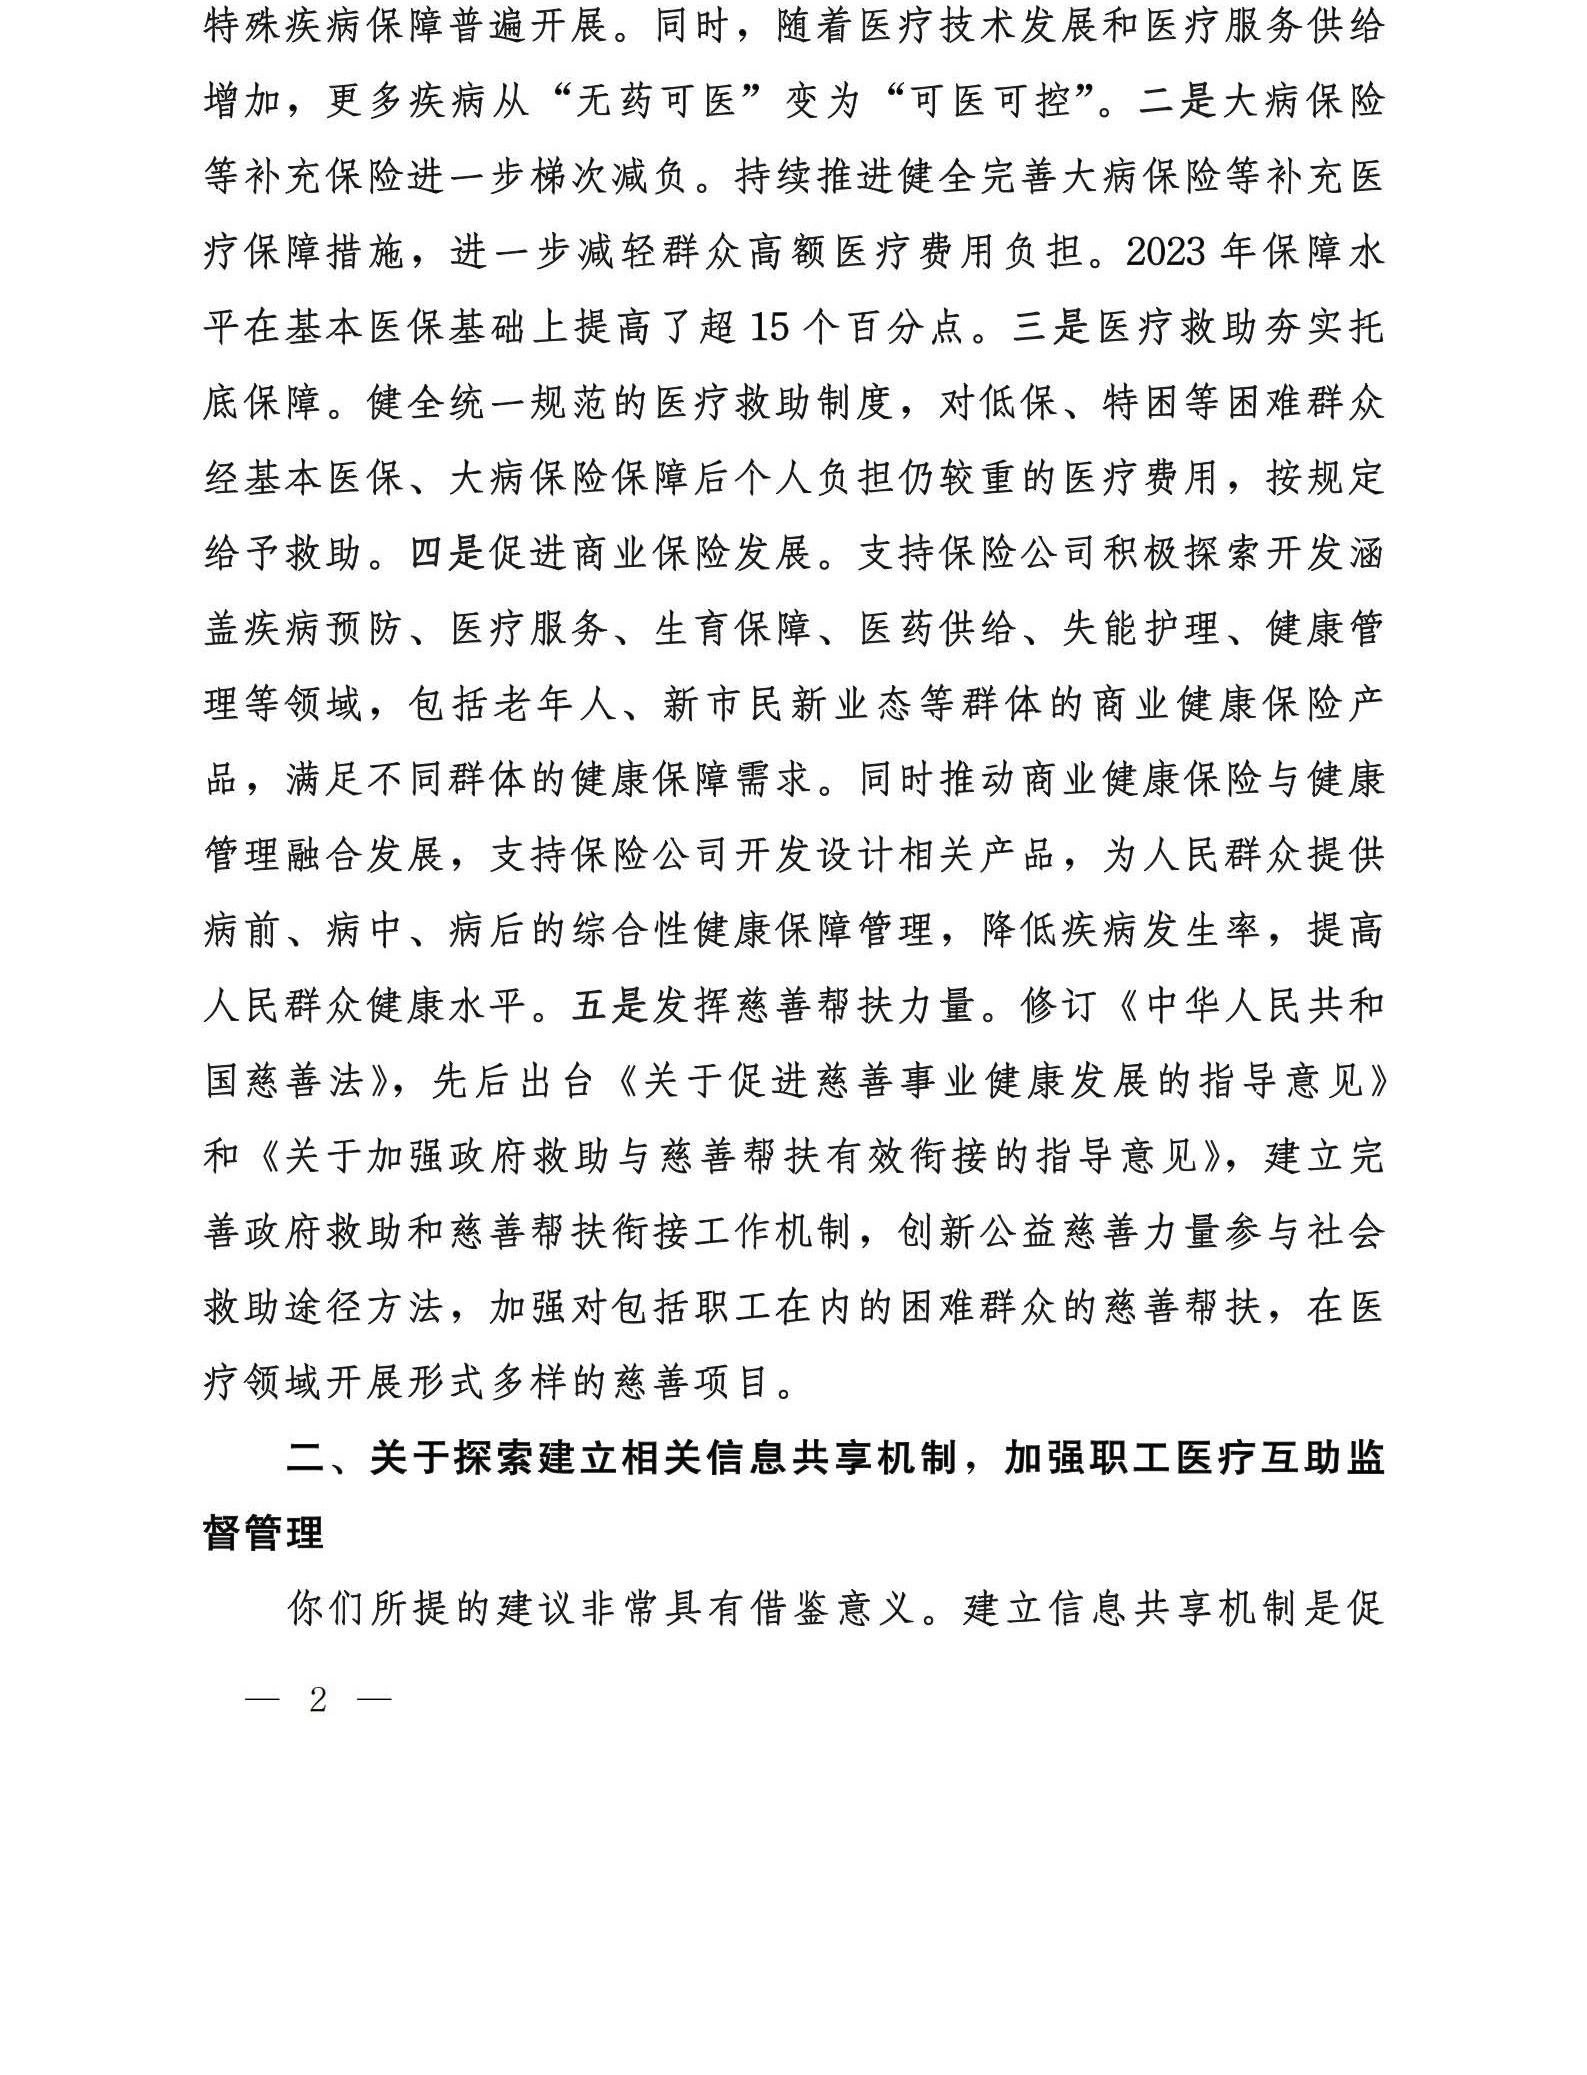 特殊疾病保障普遍开展。同时，随着医疗技术发展和医疗服务供给
增加，更多疾病从“无药可医”变为“可医可控”。二是大病保险
等补充保险进一步梯次减负。持续推进健全完善大病保险等补充医
疗保障措施，进一步减轻群众高额医疗费用负担。2023 年保障水
平在基本医保基础上提高了超 15 个百分点。三是医疗救助夯实托
底保障。健全统一规范的医疗救助制度，对低保、特困等困难群众
经基本医保、大病保险保障后个人负担仍较重的医疗费用，按规定
给予救助。四是促进商业保险发展。支持保险公司积极探索开发涵
盖疾病预防、医疗服务、生育保障、医药供给、失能护理、健康管
理等领域，包括老年人、新市民新业态等群体的商业健康保险产
品，满足不同群体的健康保障需求。同时推动商业健康保险与健康
管理融合发展，支持保险公司开发设计相关产品，为人民群众提供
病前、病中、病后的综合性健康保障管理，降低疾病发生率，提高
人民群众健康水平。五是发挥慈善帮扶力量。修订《中华人民共和
国慈善法》，先后出台《关于促进慈善事业健康发展的指导意见》
和《关于加强政府救助与慈善帮扶有效衔接的指导意见》，建立完
善政府救助和慈善帮扶衔接工作机制，创新公益慈善力量参与社会
救助途径方法，加强对包括职工在内的困难群众的慈善帮扶，在医
疗领域开展形式多样的慈善项目。
二、关于探索建立相关信息共享机制，加强职工医疗互助监
督管理
你们所提的建议非常具有借鉴意义。建立信息共享机制是促
— 2 —